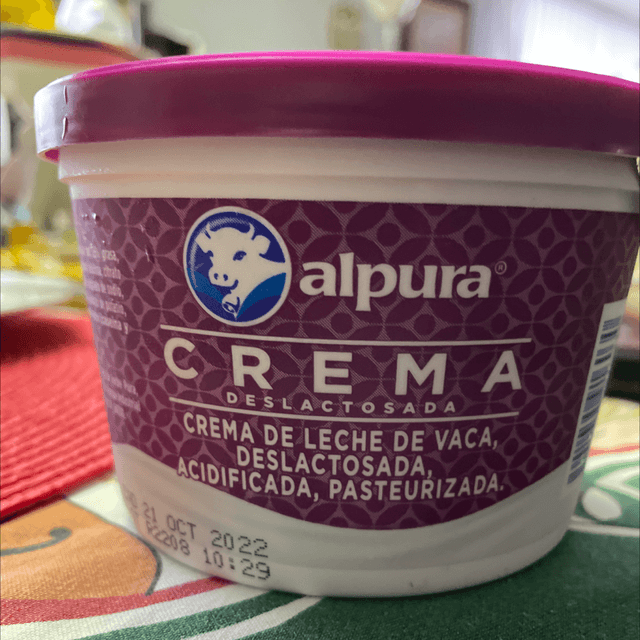 alpura®
CREMA
DESLACTOSADA
CREMA DE LECHE DE VACA,
DESLACTOSADA,
ACIDIFICADA, PASTEURIZADA.
21 OCT 2022
10:29